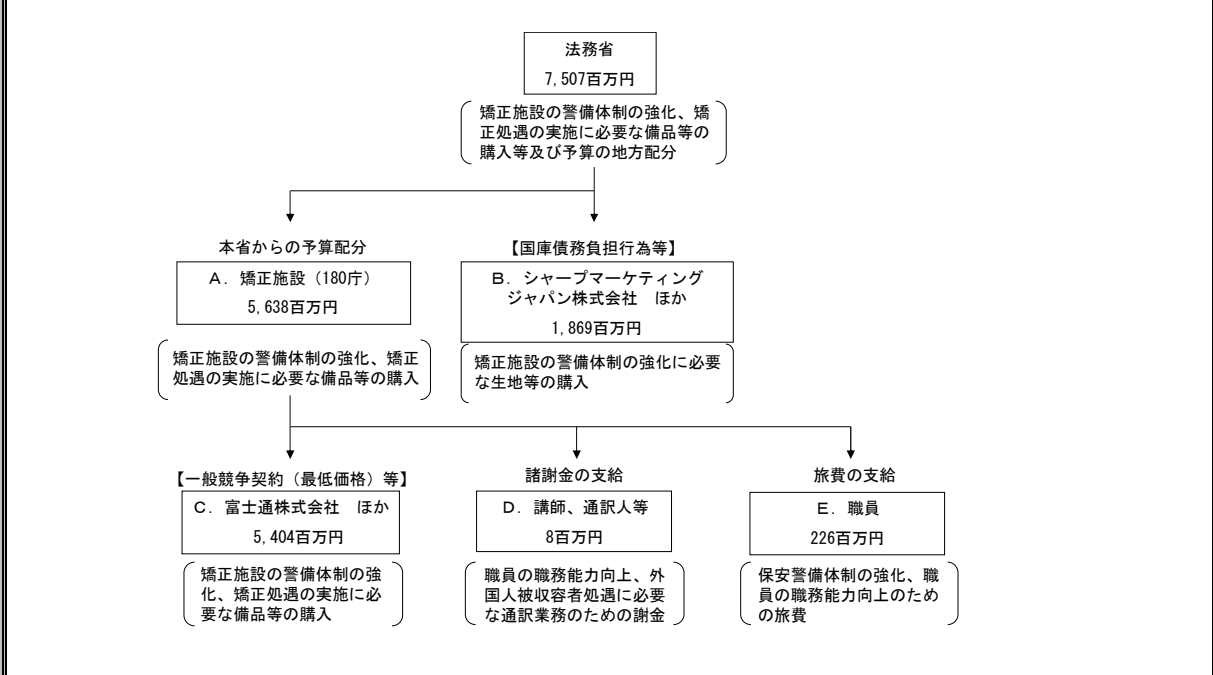 法務省
7,507百万円
矯正施設の警備体制の強化、矯
正処遇の実施に必要な備品等の
購入等及び予算の地方配分
本省からの予算配分
A．矯正施設（180庁）
5,638百万円
矯正施設の警備体制の強化、矯正
処遇の実施に必要な備品等の購入
【国庫債務負担行為等】
B．シャープマーケティング
ジャパン株式会社　ほか
1,869百万円
矯正施設の警備体制の強化に必要
な生地等の購入
【一般競争契約（最低価格）等】
C．富士通株式会社　ほか
5,404百万円
矯正施設の警備体制の強
化、矯正処遇の実施に必
要な備品等の購入
諸謝金の支給
D．講師、通訳人等
8百万円
職員の職務能力向上、外
国人被収容者処遇に必要
な通訳業務のための謝金
旅費の支給
E．職員
226百万円
保安警備体制の強化、職
員の職務能力向上のため
の旅費